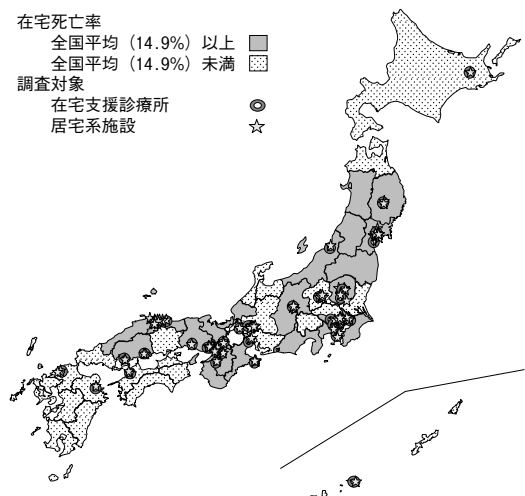 在宅死亡率
全国平均（14.9%）以上
全国平均（14.9%）未満
調査対象
在宅支援診療所
居宅系施設